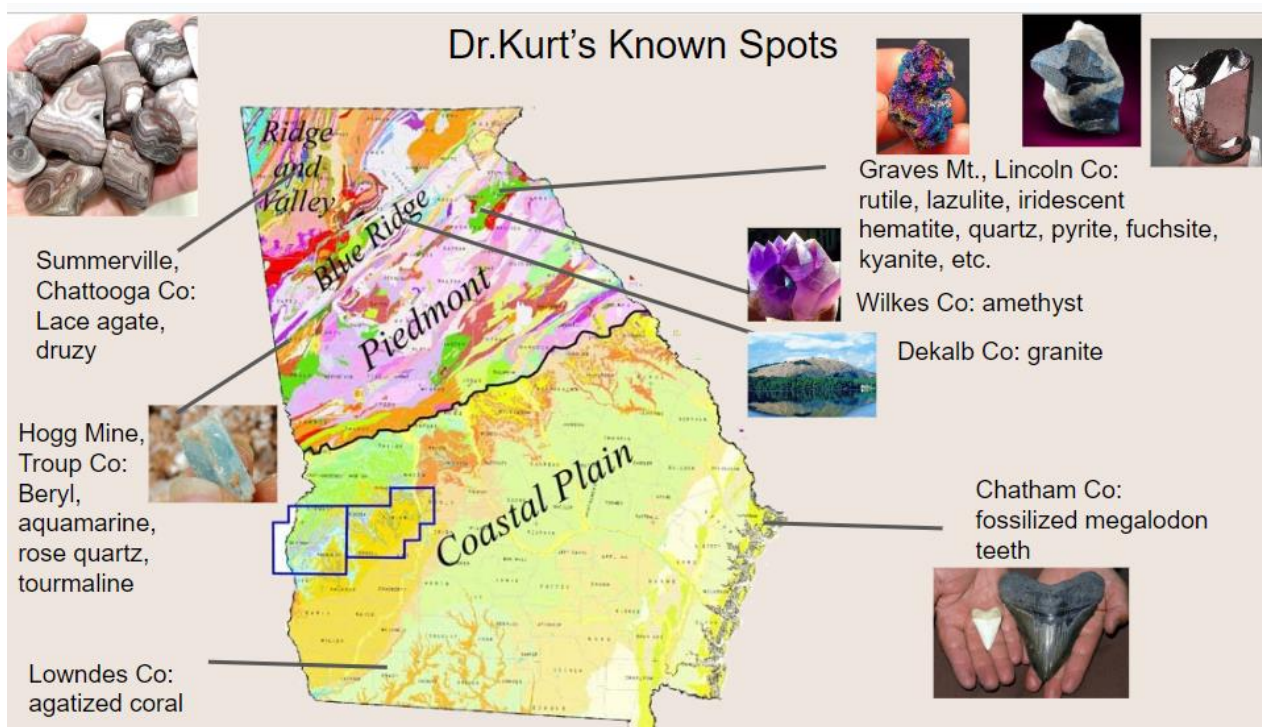 Dr.Kurt's Known Spots
Ridge
and
Valley
Blue Ridge
Piedmont
Coastal Plain
Graves Mt., Lincoln Co:
rutile, lazulite, iridescent
hematite, quartz, pyrite, fuchsite,
kyanite, etc.
Summerville,
Chattooga Co:
Lace agate,
druzy
Wilkes Co: amethyst
Dekalb Co: granite
Hogg Mine,
Troup Co:
Beryl,
aquamarine,
rose quartz,
tourmaline
Chatham Co:
fossilized megalodon
teeth
Lowndes Co:
agatized coral